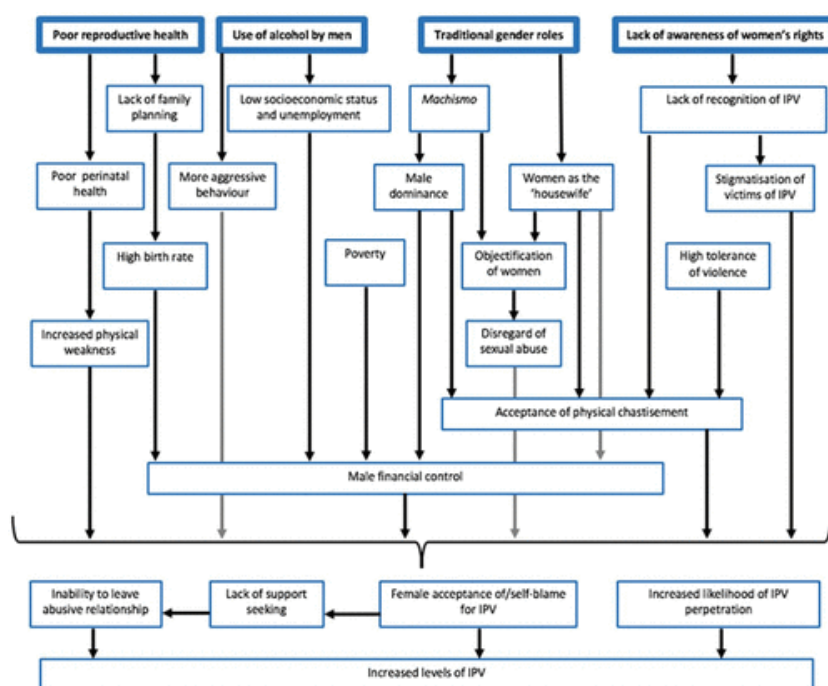 Poor reproductive health
Use of alcohol by men
Traditional gender roles
Lack of awareness of women's rights
Lack of family
planning
Low socioeconomic status
and unemployment
Machismo
Lack of recognition of IPV
Poor perinatal
health
More aggressive
behaviour
Male
dominance
Women as the
'housewife'
Stigmatisation of
victims of IPV
High birth rate
Poverty
Objectification
of women
High tolerance
of violence
Increased physical
weakness
Disregard of
sexual abuse
Acceptance of physical chastisement
Male financial control
Inability to leave
abusive relationship
Lack of support
seeking
Female acceptance of/self-blame
for IPV
Increased likelihood of IPV
perpetration
Increased levels of IPV